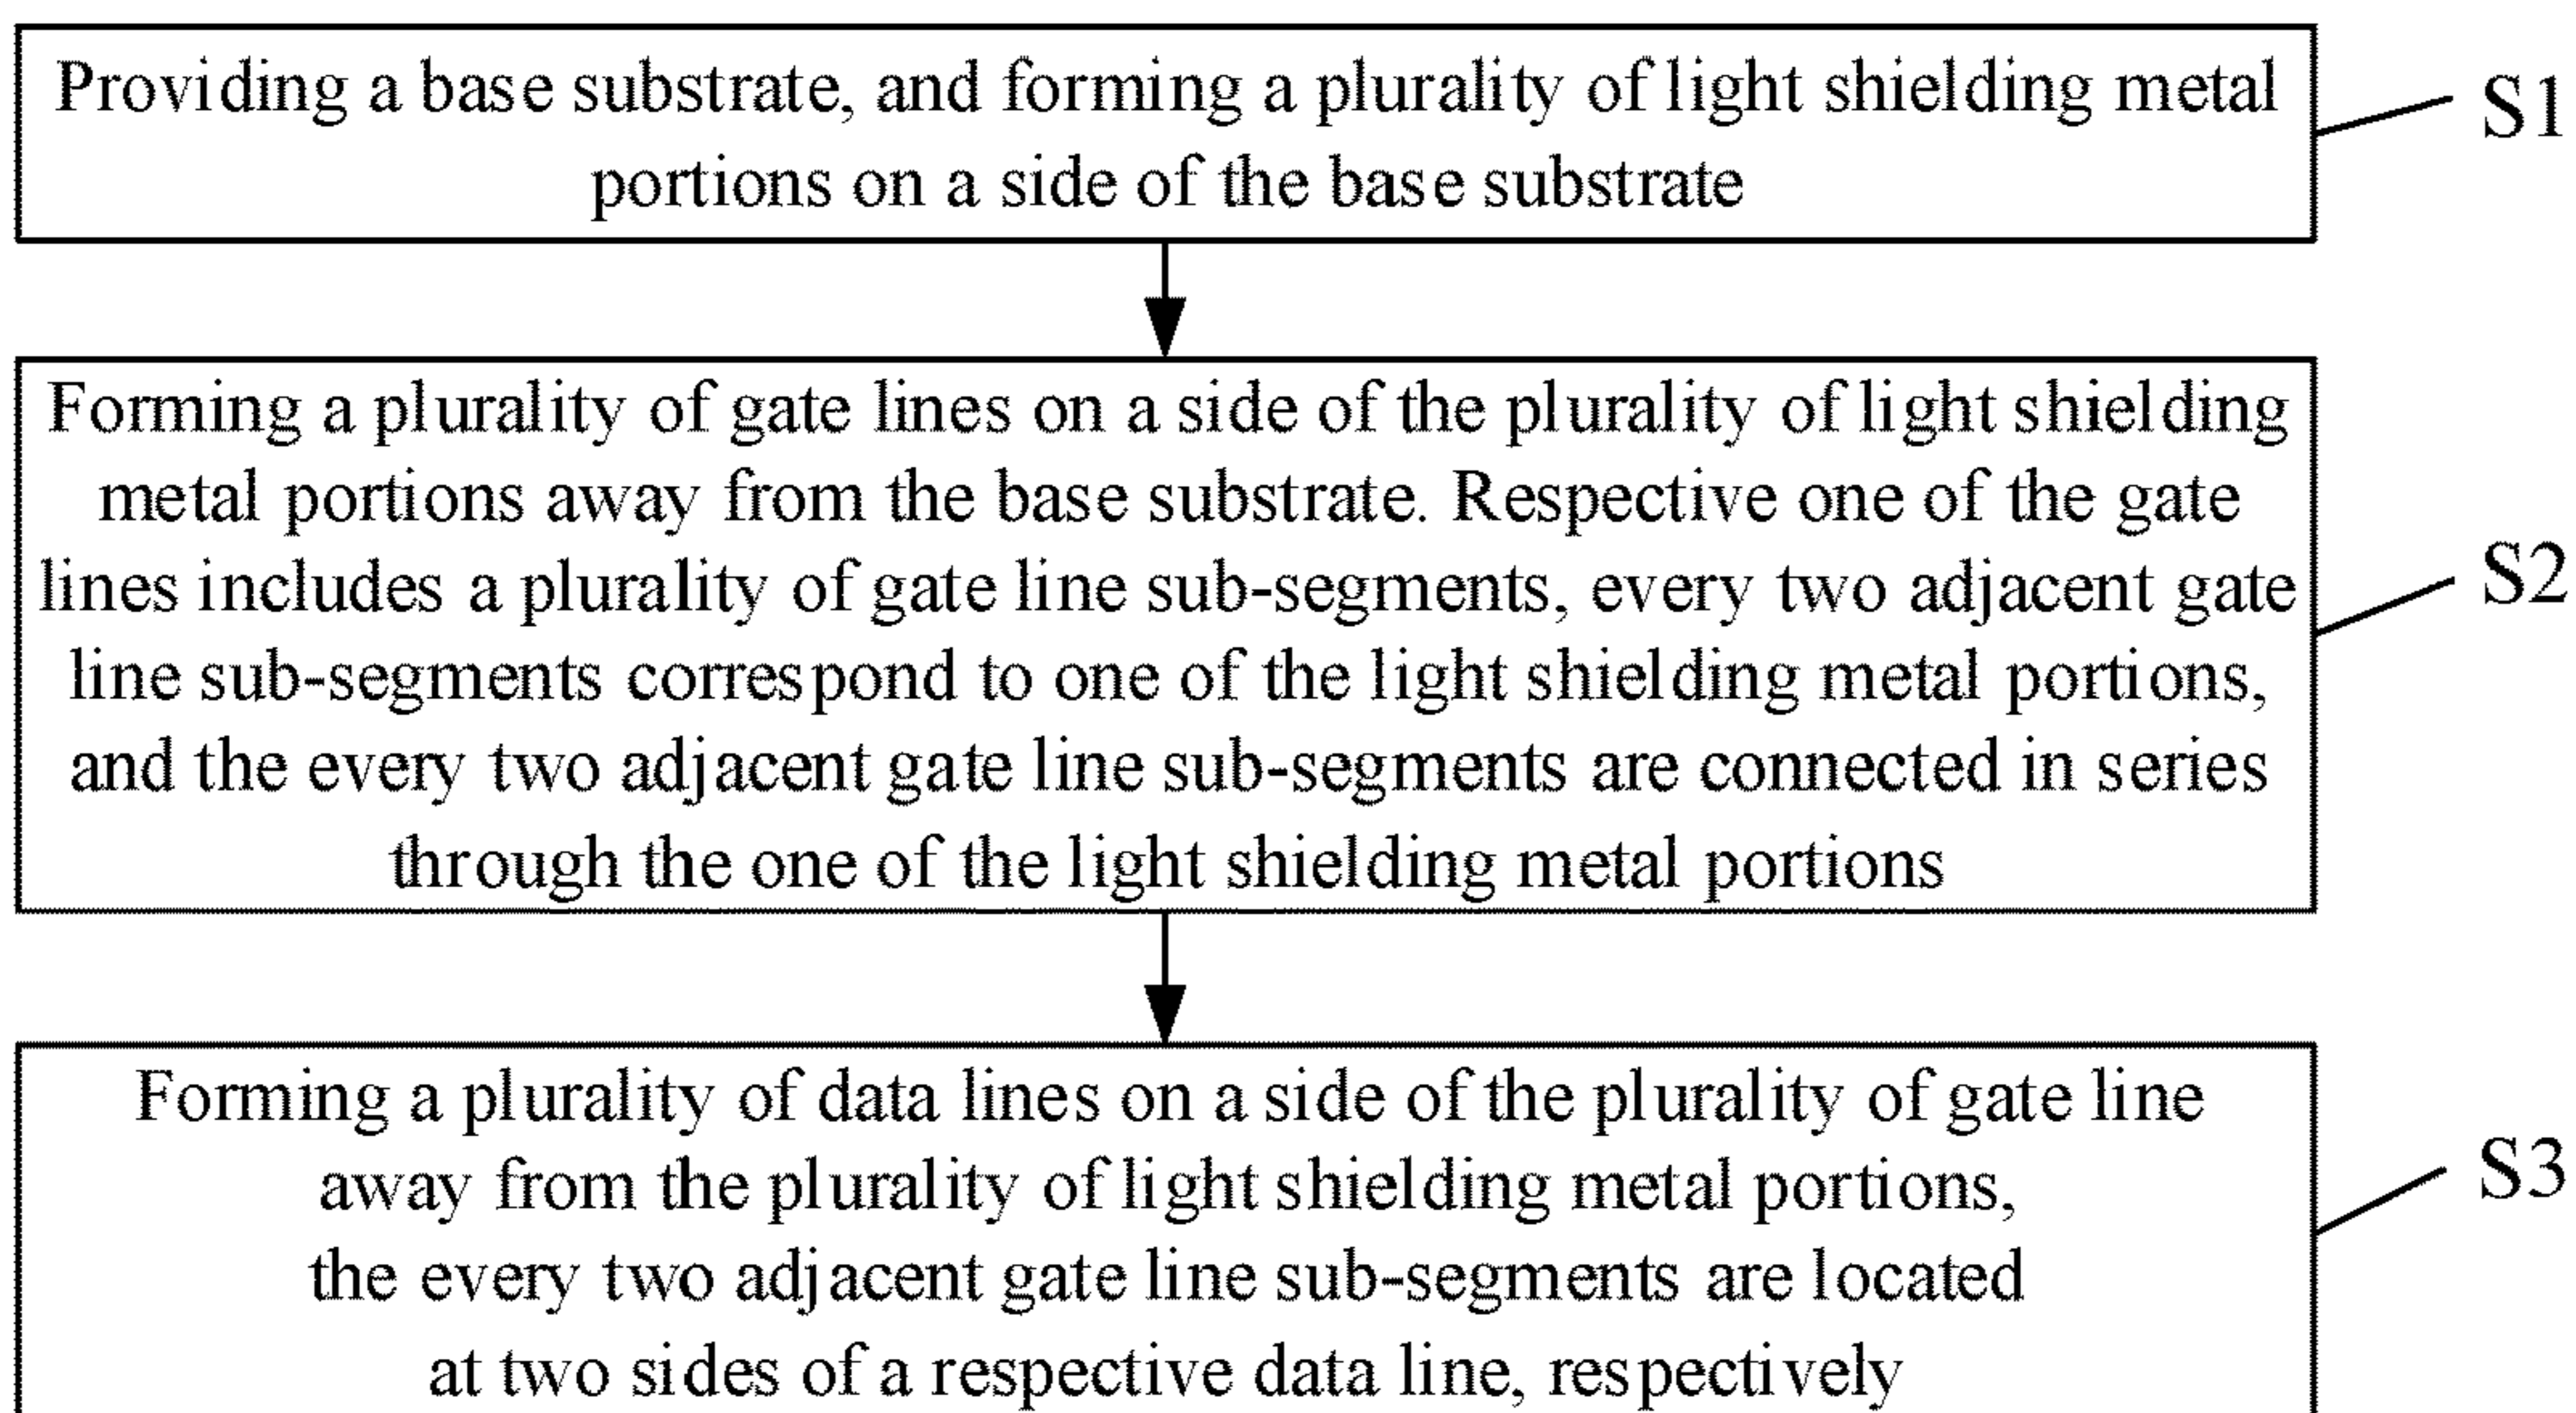 Providing a base substrate, and forming a plurality of light shielding metal
portions on a side of the base substrate
S1
Forming a plurality of gate lines on a side of the plurality of light shielding
metal portions away from the base substrate. Respective one of the gate
lines includes a plurality of gate line sub-segments, every two adjacent gate
line sub-segments correspond to one of the light shielding metal portions,
and the every two adjacent gate line sub-segments are connected in series
through the one of the light shielding metal portions
S2
Forming a plurality of data lines on a side of the plurality of gate line
away from the plurality of light shielding metal portions,
the every two adjacent gate line sub-segments are located
at two sides of a respective data line, respectively
S3